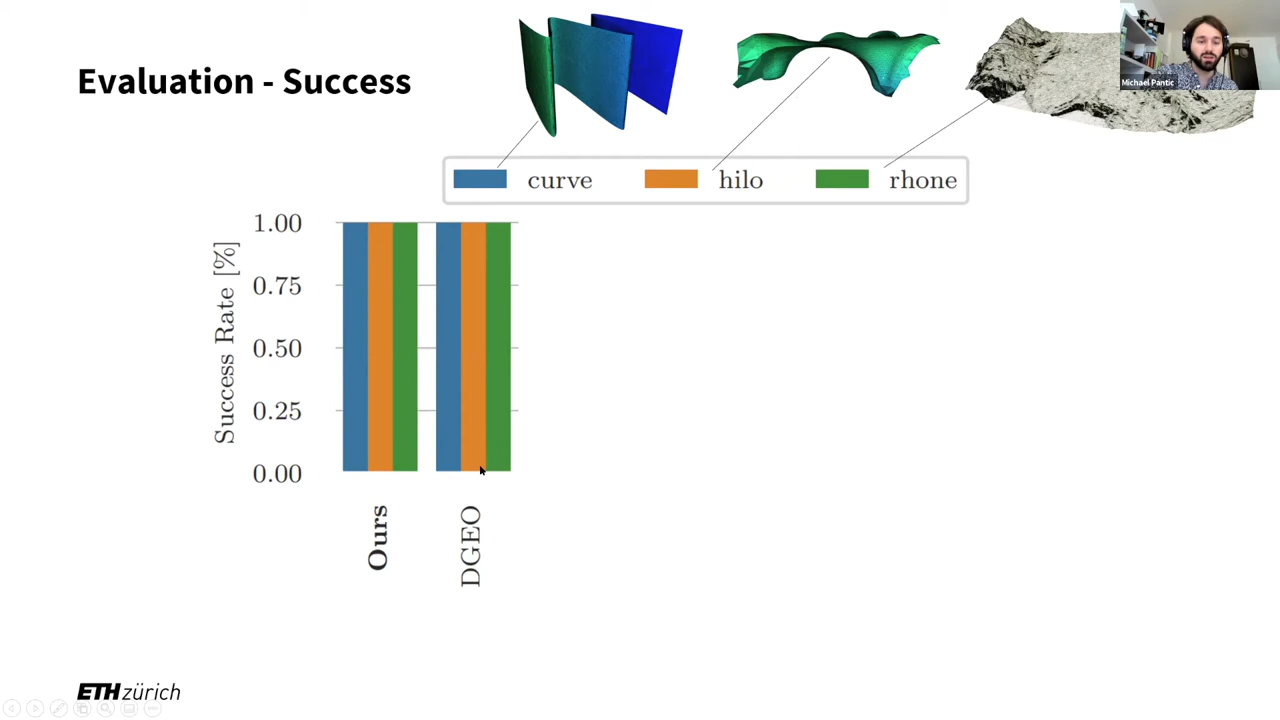 Evaluation - Success
Michael Pantic
curve hilo rhone
Success Rate [%]
1.00
0.75
0.50
0.25
0.00
Ours
DGEO
ETH zürich